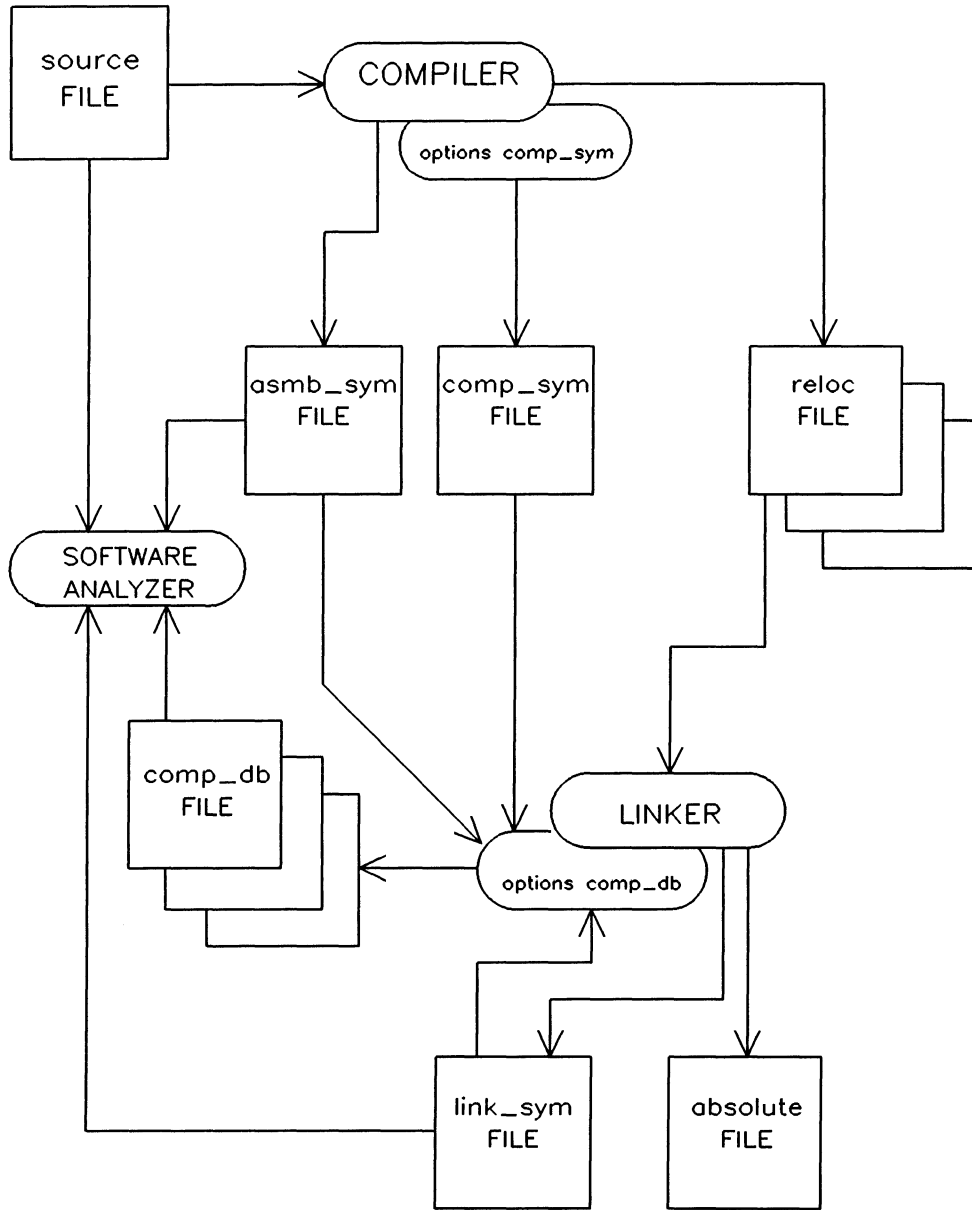 source
FILE
COMPILER
options comp_sym
asmb_sym
FILE
comp_sym
FILE
reloc
FILE
SOFTWARE
ANALYZER
comp_db
FILE
LINKER
options comp_db
link_sym
FILE
absolute
FILE